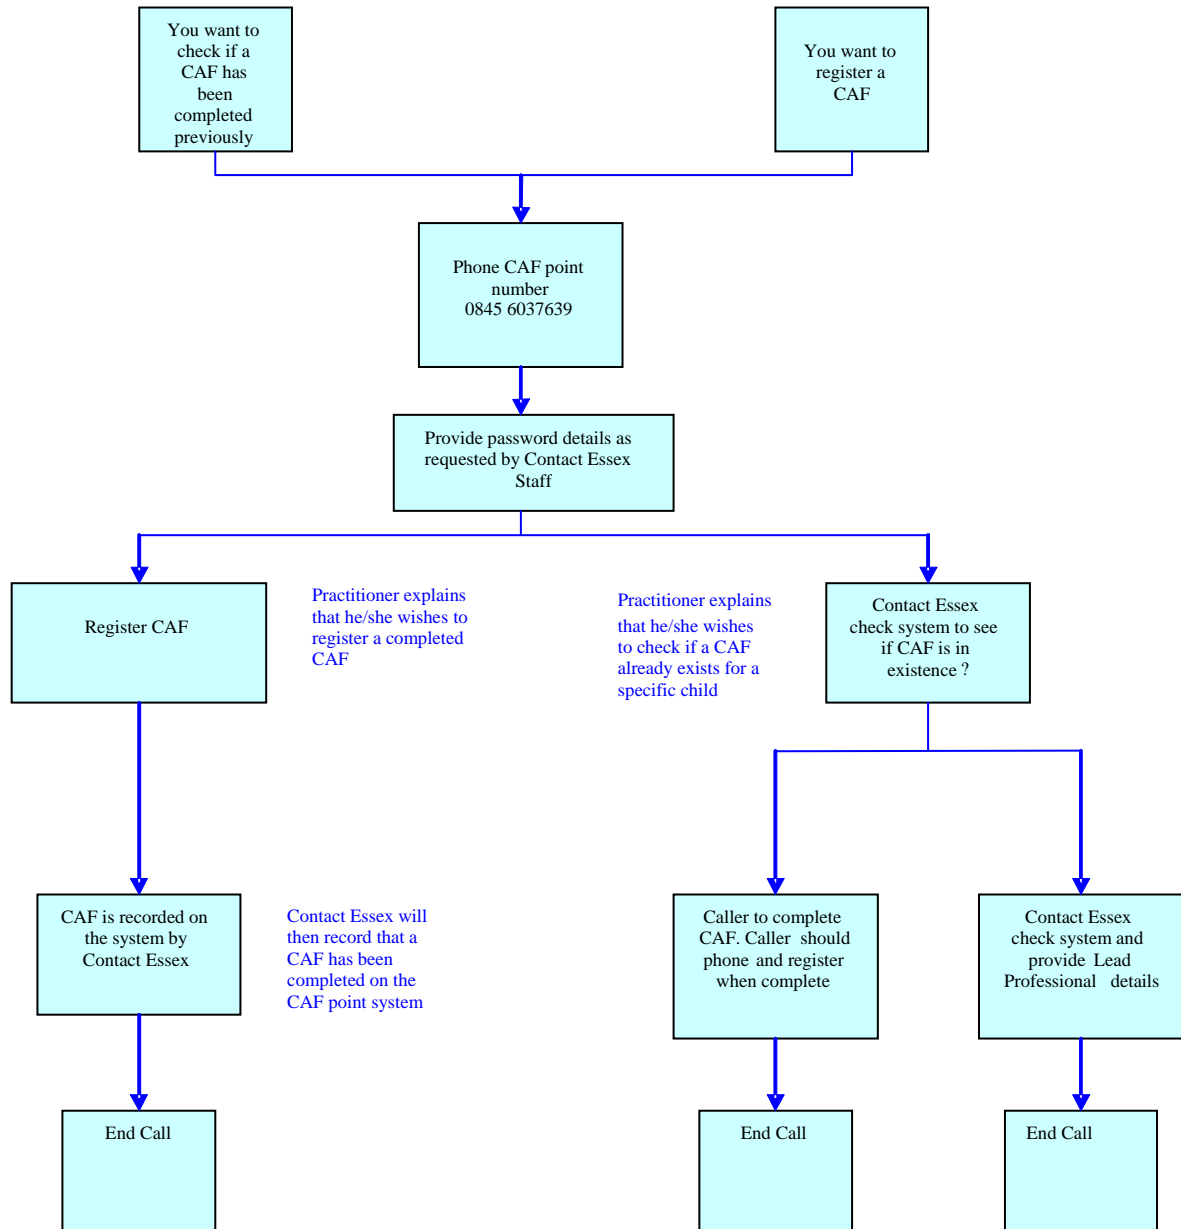 You want to
check if a
CAF has
been
completed
previously
You want to
register a
CAF
Phone CAF point
number
0845 6037639
Provide password details as
requested by Contact Essex
Staff
Register CAF
Practitioner explains
that he/she wishes to
register a completed
CAF
Practitioner explains
that he/she wishes
to check if a CAF
already exists for a
specific child
Contact Essex
check system to see
if CAF is in
existence ?
CAF is recorded on
the system by
Contact Essex
Contact Essex will
then record that a
CAF has been
completed on the
CAF point system
Caller to complete
CAF. Caller should
phone and register
when complete
Contact Essex
check system and
provide Lead
Professional details
End Call
End Call
End Call